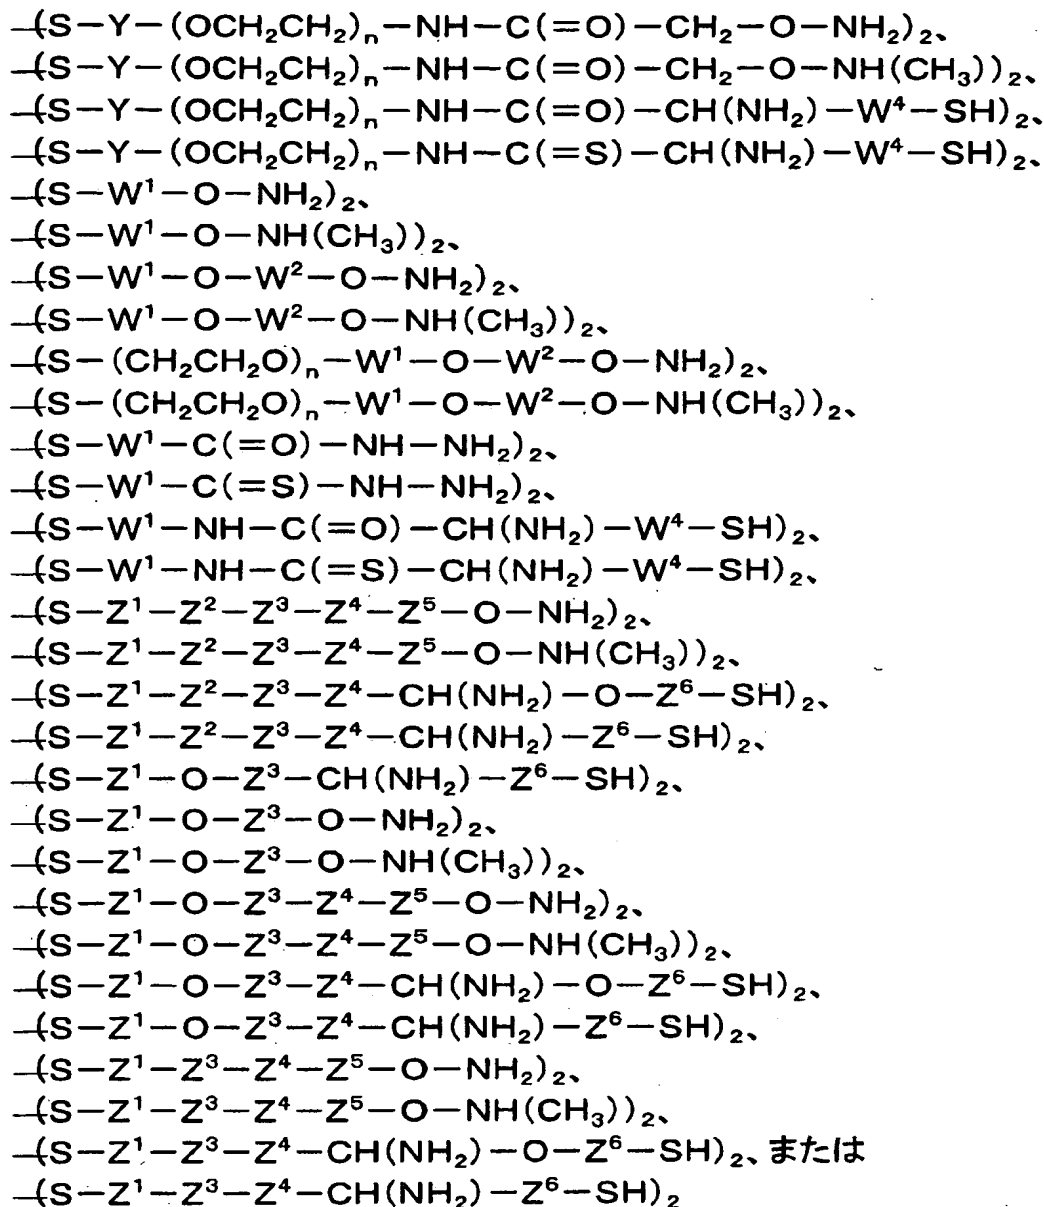 —(S—Y—(OCH₂CH₂)ₙ—NH—C(=O)—CH₂—O—NH₂)₂、
—(S—Y—(OCH₂CH₂)ₙ—NH—C(=O)—CH₂—O—NH(CH₃))₂、
—(S—Y—(OCH₂CH₂)ₙ—NH—C(=O)—CH(NH₂)—W⁴—SH)₂、
—(S—Y—(OCH₂CH₂)ₙ—NH—C(=S)—CH(NH₂)—W⁴—SH)₂、
—(S—W¹—O—NH₂)₂、
—(S—W¹—O—NH(CH₃))₂、
—(S—W¹—O—W²—O—NH₂)₂、
—(S—W¹—O—W²—O—NH(CH₃))₂、
—(S—(CH₂CH₂O)ₙ—W¹—O—W²—O—NH₂)₂、
—(S—(CH₂CH₂O)ₙ—W¹—O—W²—O—NH(CH₃))₂、
—(S—W¹—C(=O)—NH—NH₂)₂、
—(S—W¹—C(=S)—NH—NH₂)₂、
—(S—W¹—NH—C(=O)—CH(NH₂)—W⁴—SH)₂、
—(S—W¹—NH—C(=S)—CH(NH₂)—W⁴—SH)₂、
—(S—Z¹—Z²—Z³—Z⁴—Z⁵—O—NH₂)₂、
—(S—Z¹—Z²—Z³—Z⁴—Z⁵—O—NH(CH₃))₂、
—(S—Z¹—Z²—Z³—Z⁴—CH(NH₂)—O—Z⁶—SH)₂、
—(S—Z¹—Z²—Z³—Z⁴—CH(NH₂)—Z⁶—SH)₂、
—(S—Z¹—O—Z³—CH(NH₂)—Z⁶—SH)₂、
—(S—Z¹—O—Z³—O—NH₂)₂、
—(S—Z¹—O—Z³—O—NH(CH₃))₂、
—(S—Z¹—O—Z³—Z⁴—Z⁵—O—NH₂)₂、
—(S—Z¹—O—Z³—Z⁴—Z⁵—O—NH(CH₃))₂、
—(S—Z¹—O—Z³—Z⁴—CH(NH₂)—O—Z⁶—SH)₂、
—(S—Z¹—O—Z³—Z⁴—CH(NH₂)—Z⁶—SH)₂、
—(S—Z¹—Z³—Z⁴—Z⁵—O—NH₂)₂、
—(S—Z¹—Z³—Z⁴—Z⁵—O—NH(CH₃))₂、
—(S—Z¹—Z³—Z⁴—CH(NH₂)—O—Z⁶—SH)₂、または
—(S—Z¹—Z³—Z⁴—CH(NH₂)—Z⁶—SH)₂